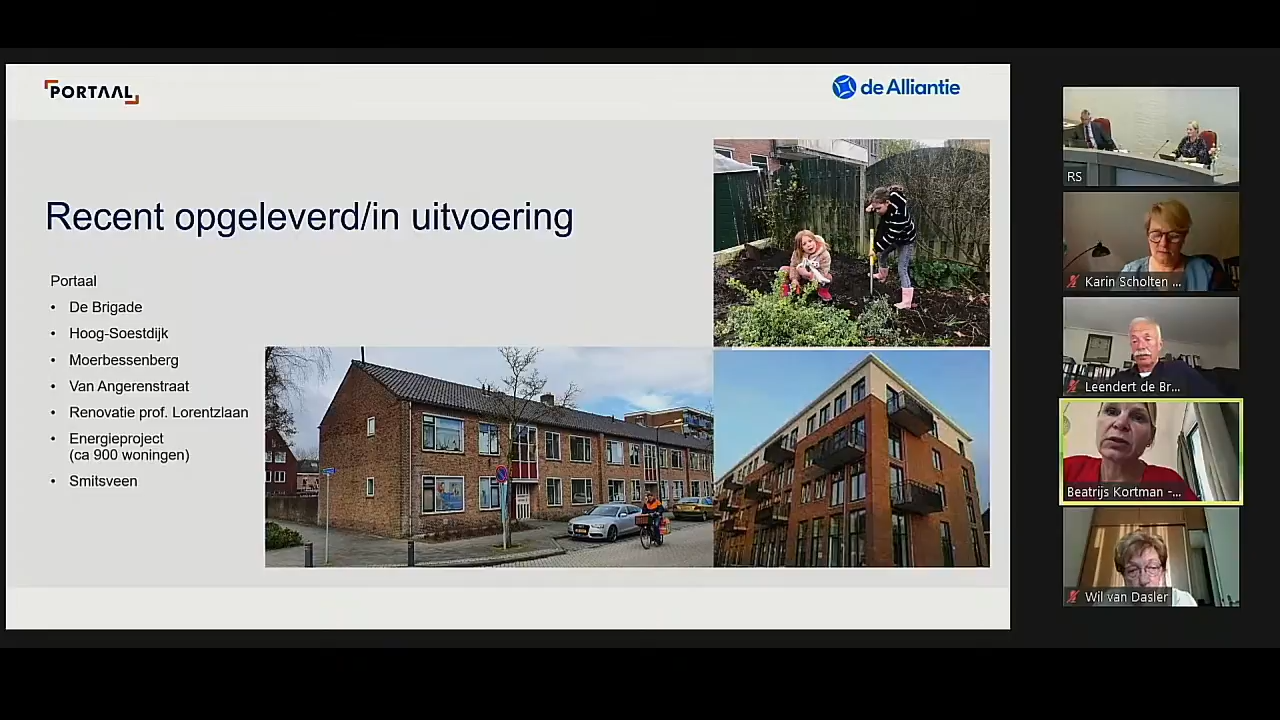 PORTAAL
de Alliantie
Recent opgeleverd/in uitvoering
Portaal
• De Brigade
• Hoog-Soestdijk
• Moerbessenberg
• Van Angerenstraat
• Renovatie prof. Lorentzlaan
• Energieproject
(ca 900 woningen)
• Smitsveen
RS
Karin Scholten ...
Leendert de Br...
Beatrijs Kortman -...
Wil van Dasler